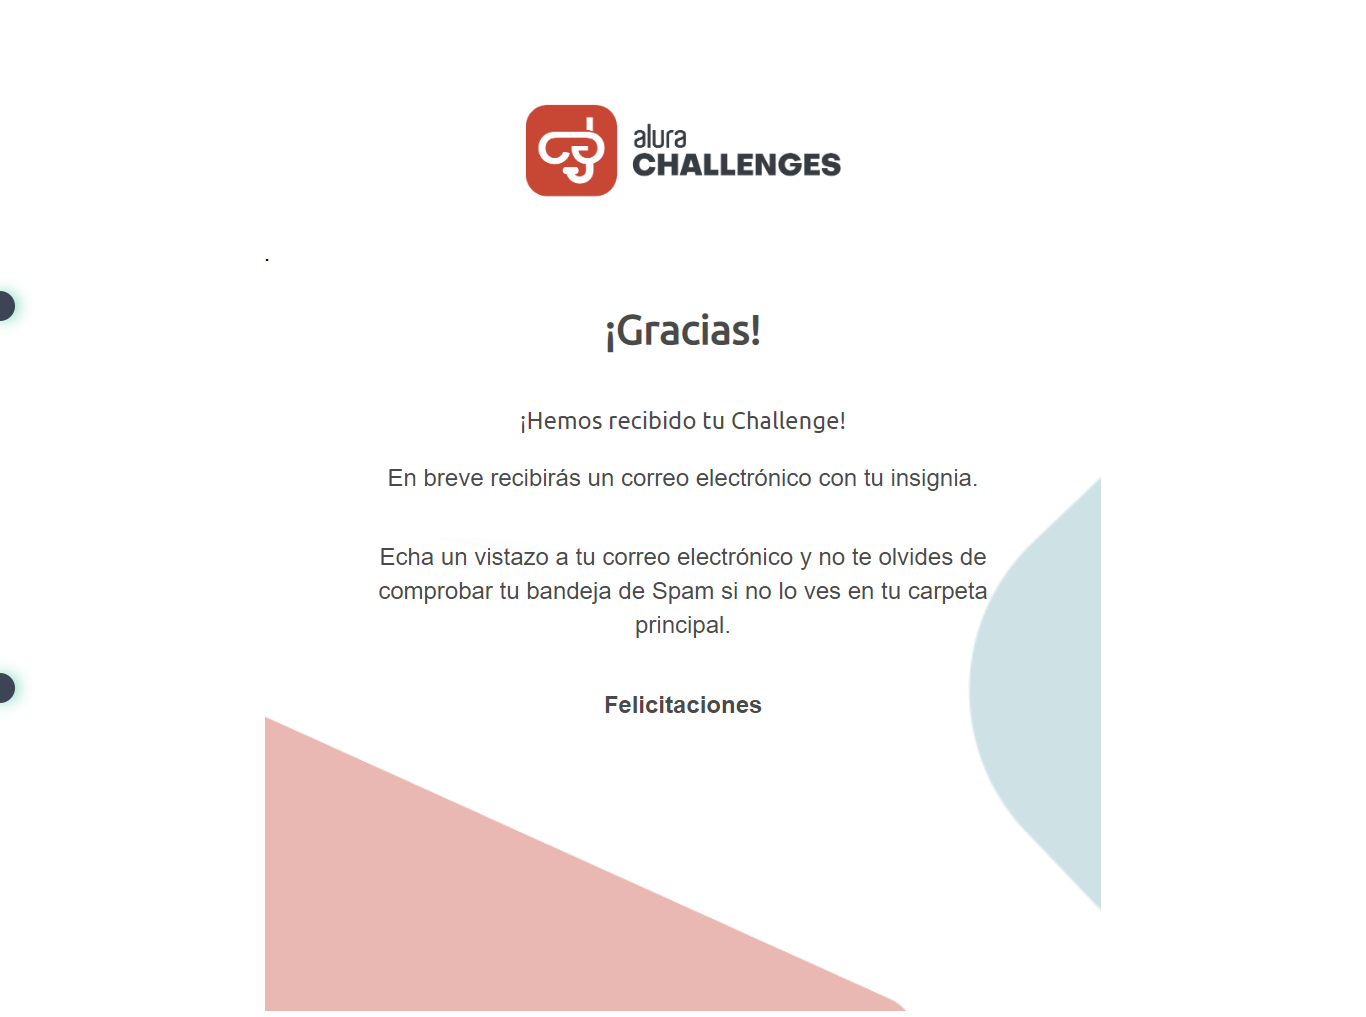 alura
CHALLENGES
.
¡Gracias!
¡Hemos recibido tu Challenge!
En breve recibirás un correo electrónico con tu insignia.
Echa un vistazo a tu correo electrónico y no te olvides de
comprobar tu bandeja de Spam si no lo ves en tu carpeta
principal.
Felicitaciones